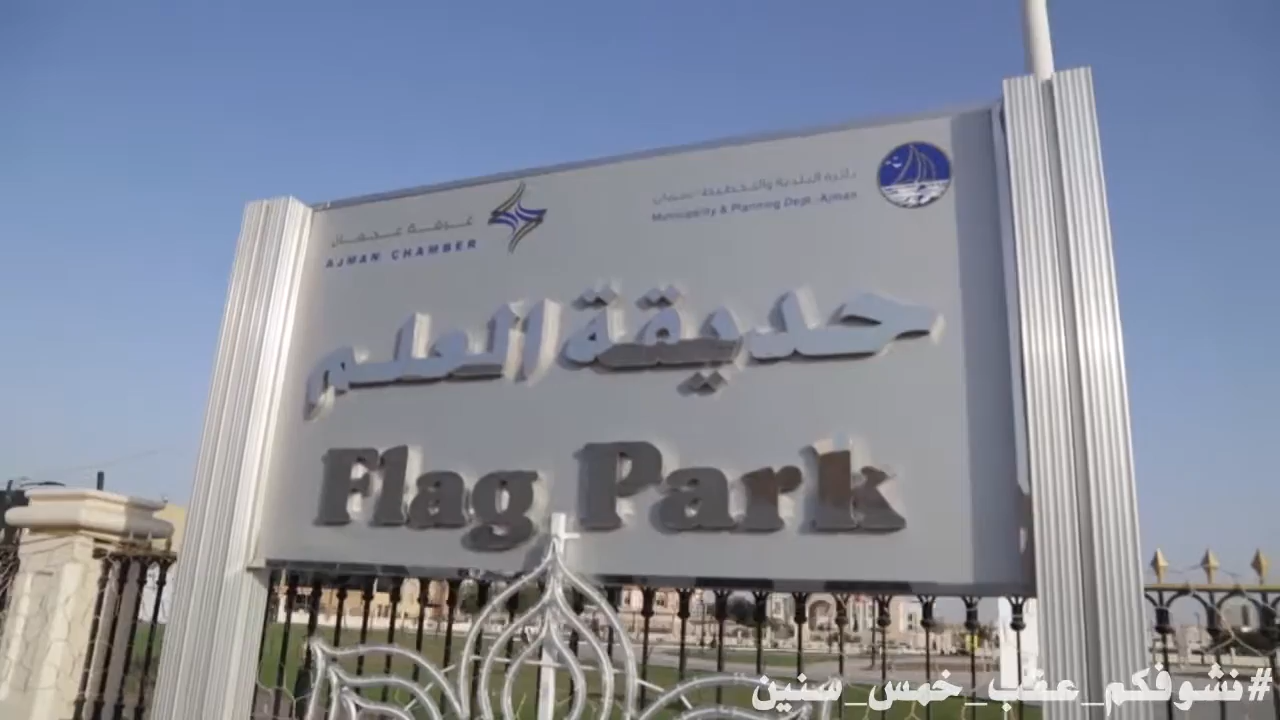 غرفة عجمان
AJMAN CHAMBER
دائرة البلدية والتخطيط - عجمان
Municipality & Planning Dept.-Ajman
حديقة العلم
Flag Park
#نشوفكم_عقب_خمس_سنين